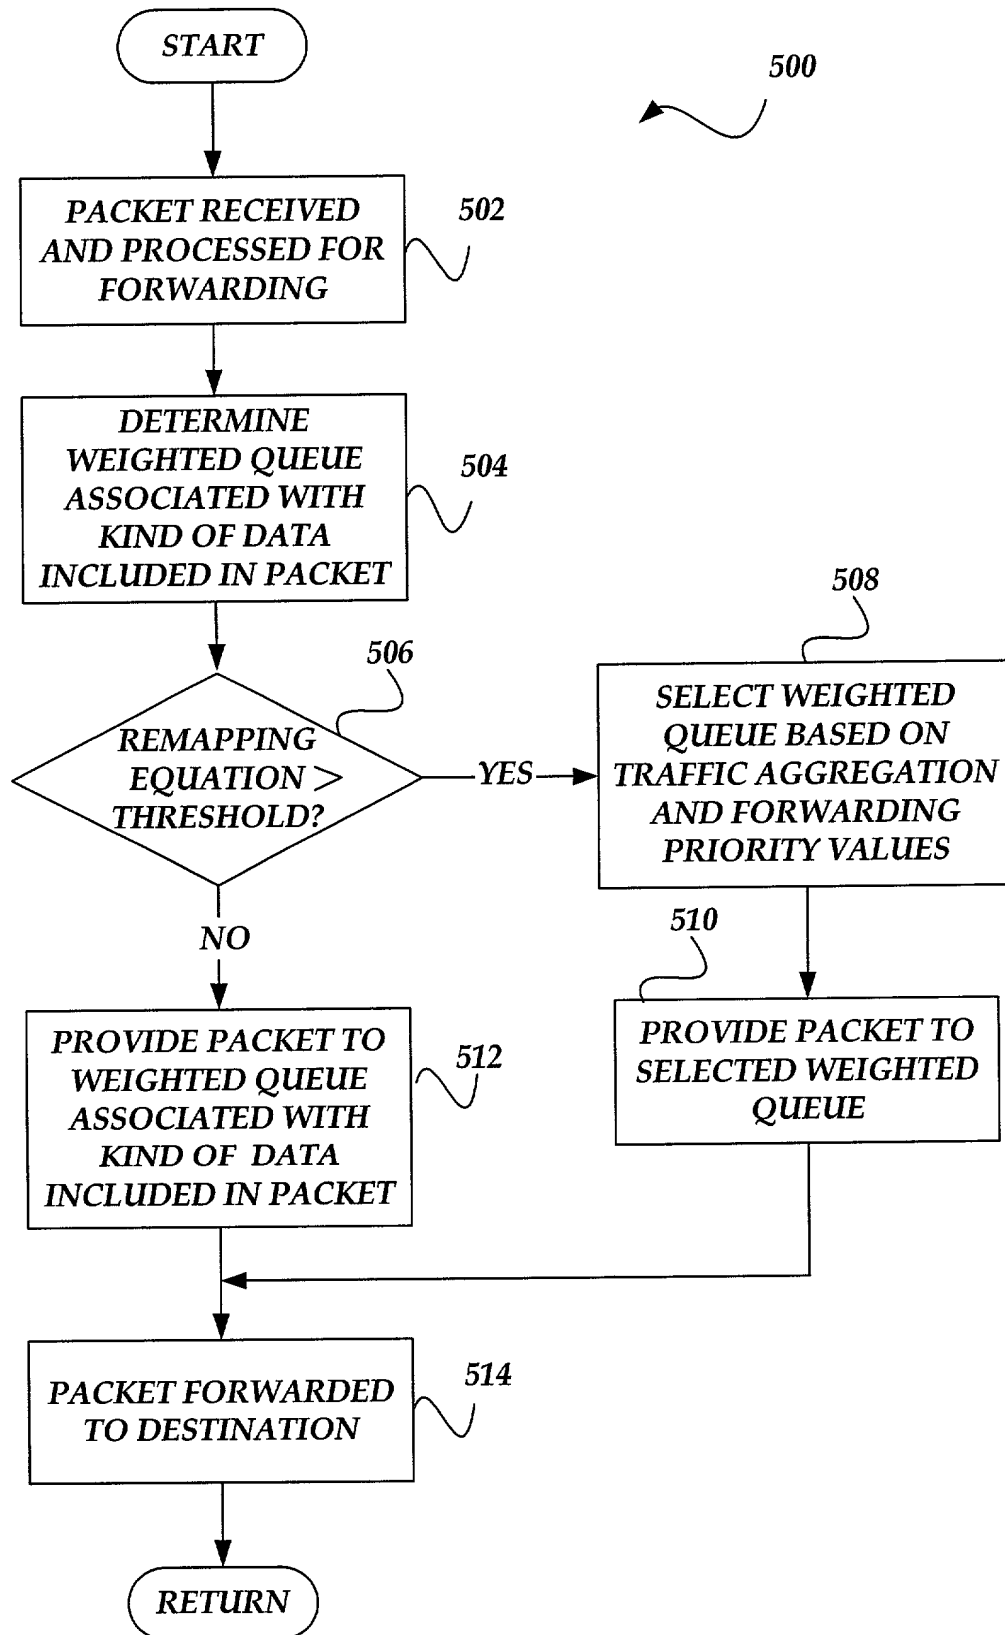 START
500
PACKET RECEIVED
AND PROCESSED FOR
FORWARDING
502
DETERMINE
WEIGHTED QUEUE
ASSOCIATED WITH
KIND OF DATA
INCLUDED IN PACKET
504
506
REMAPPING
EQUATION >
THRESHOLD?
YES
508
SELECT WEIGHTED
QUEUE BASED ON
TRAFFIC AGGREGATION
AND FORWARDING
PRIORITY VALUES
NO
510
PROVIDE PACKET TO
SELECTED WEIGHTED
QUEUE
PROVIDE PACKET TO
WEIGHTED QUEUE
ASSOCIATED WITH
KIND OF DATA
INCLUDED IN PACKET
512
PACKET FORWARDED
TO DESTINATION
514
RETURN